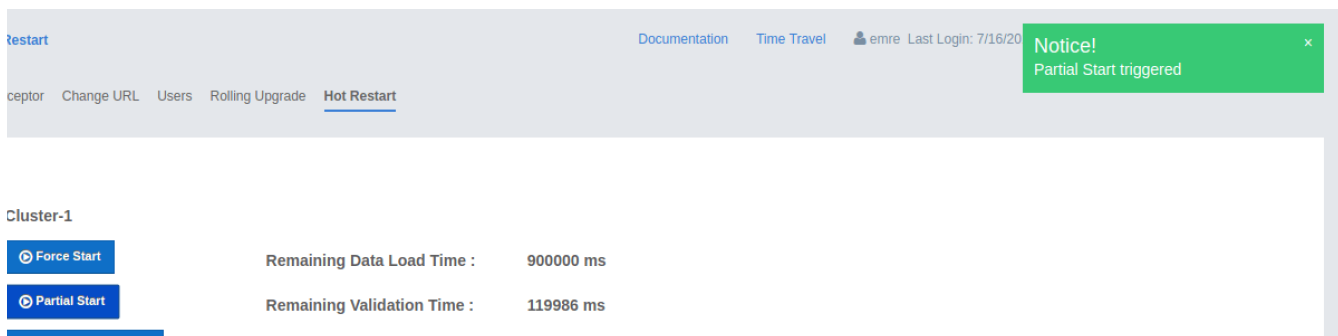 Restart
Documentation Time Travel emre Last Login: 7/16/20
Notice! ×
Partial Start triggered
ceptor Change URL Users Rolling Upgrade Hot Restart
Cluster-1
Force Start Remaining Data Load Time : 900000 ms
Partial Start Remaining Validation Time : 119986 ms